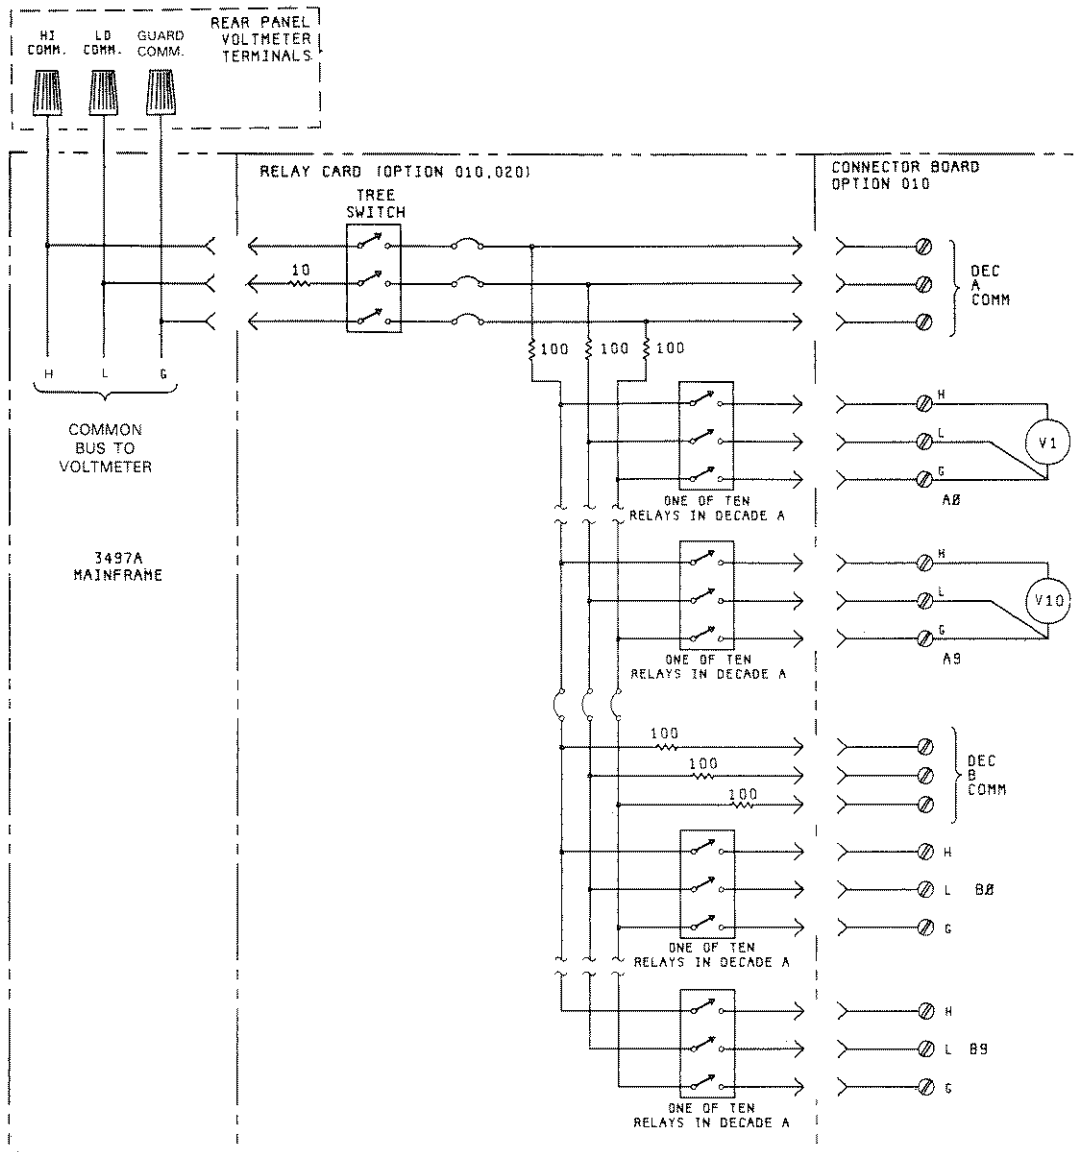 REAR PANEL
VOLTMETER
TERMINALS
HI
COMM.
LO
COMM.
GUARD
COMM.
RELAY CARD (OPTION 010,020)
CONNECTOR BOARD
OPTION 010
TREE
SWITCH
10
DEC
A
COMM
100
100
100
H
L
G
COMMON
BUS TO
VOLTMETER
H
L
G
V1
A0
ONE OF TEN
RELAYS IN DECADE A
3497A
MAINFRAME
H
L
G
V10
A9
ONE OF TEN
RELAYS IN DECADE A
100
100
100
DEC
B
COMM
H
L B0
G
ONE OF TEN
RELAYS IN DECADE A
H
L B9
G
ONE OF TEN
RELAYS IN DECADE A